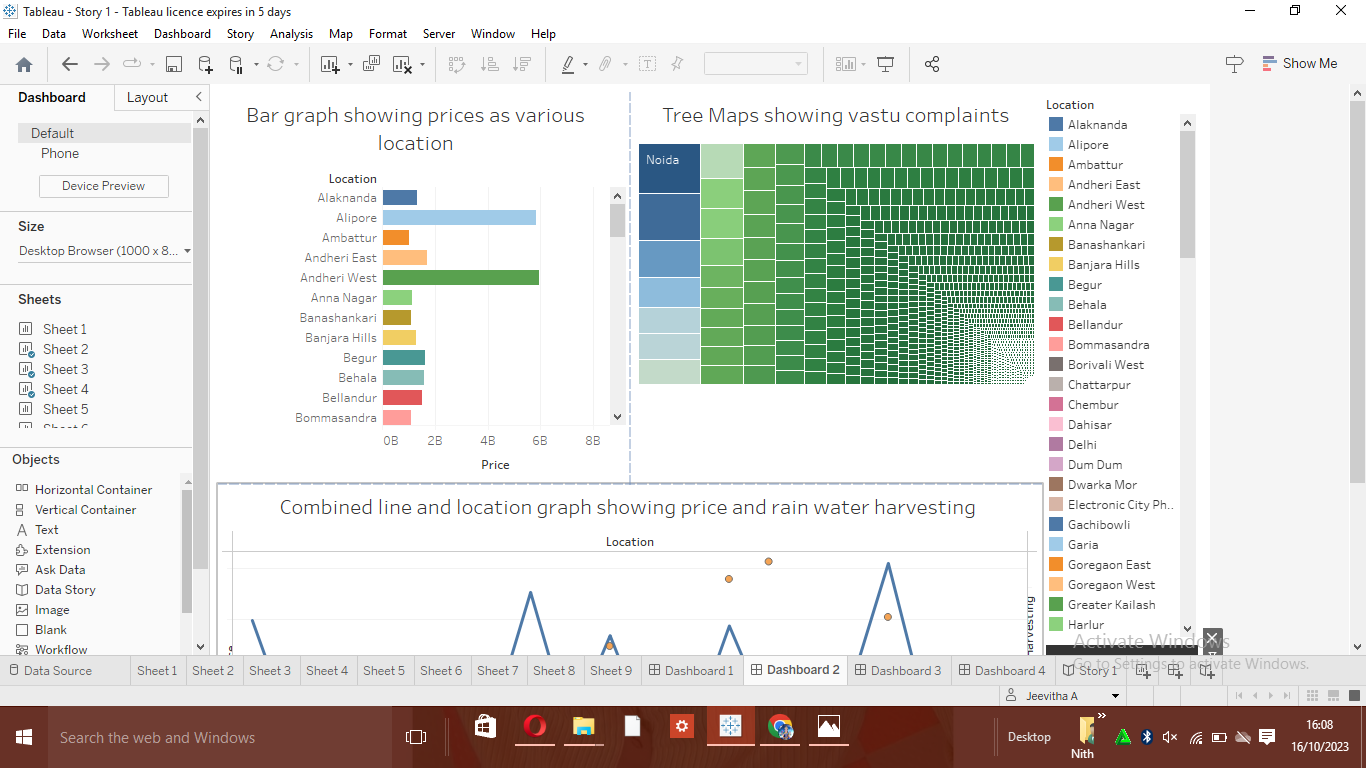 Tableau - Story 1 - Tableau licence expires in 5 days
File Data Worksheet Dashboard Story Analysis Map Format Server Window Help
Show Me
Dashboard Layout
Default
Phone
Device Preview
Size
Desktop Browser (1000 x 8...
Sheets
Sheet 1
Sheet 2
Sheet 3
Sheet 4
Sheet 5
Objects
Horizontal Container
Vertical Container
Text
Extension
Ask Data
Data Story
Image
Blank
Workflow
Bar graph showing prices as various
location
Location
Alaknanda
Alipore
Ambattur
Andheri East
Andheri West
Anna Nagar
Banashankari
Banjara Hills
Begur
Behala
Bellandur
Bommasandra
0B 2B 4B 6B 8B
Price
Tree Maps showing vastu complaints
Noida
Combined line and location graph showing price and rain water harvesting
Location
Location
Alaknanda
Alipore
Ambattur
Andheri East
Andheri West
Anna Nagar
Banashankari
Banjara Hills
Begur
Behala
Bellandur
Bommasandra
Borivali West
Chattarpur
Chembur
Dahisar
Delhi
Dum Dum
Dwarka Mor
Electronic City Ph..
Gachibowli
Garia
Goregaon East
Goregaon West
Greater Kailash
Harlur
Activate Windows
Go to Settings to activate Windows.
Data Source Sheet 1 Sheet 2 Sheet 3 Sheet 4 Sheet 5 Sheet 6 Sheet 7 Sheet 8 Sheet 9 Dashboard 1 Dashboard 2 Dashboard 3 Dashboard 4 Story 1
Jeevitha A
Search the web and Windows
Desktop
Nith
16:08
16/10/2023